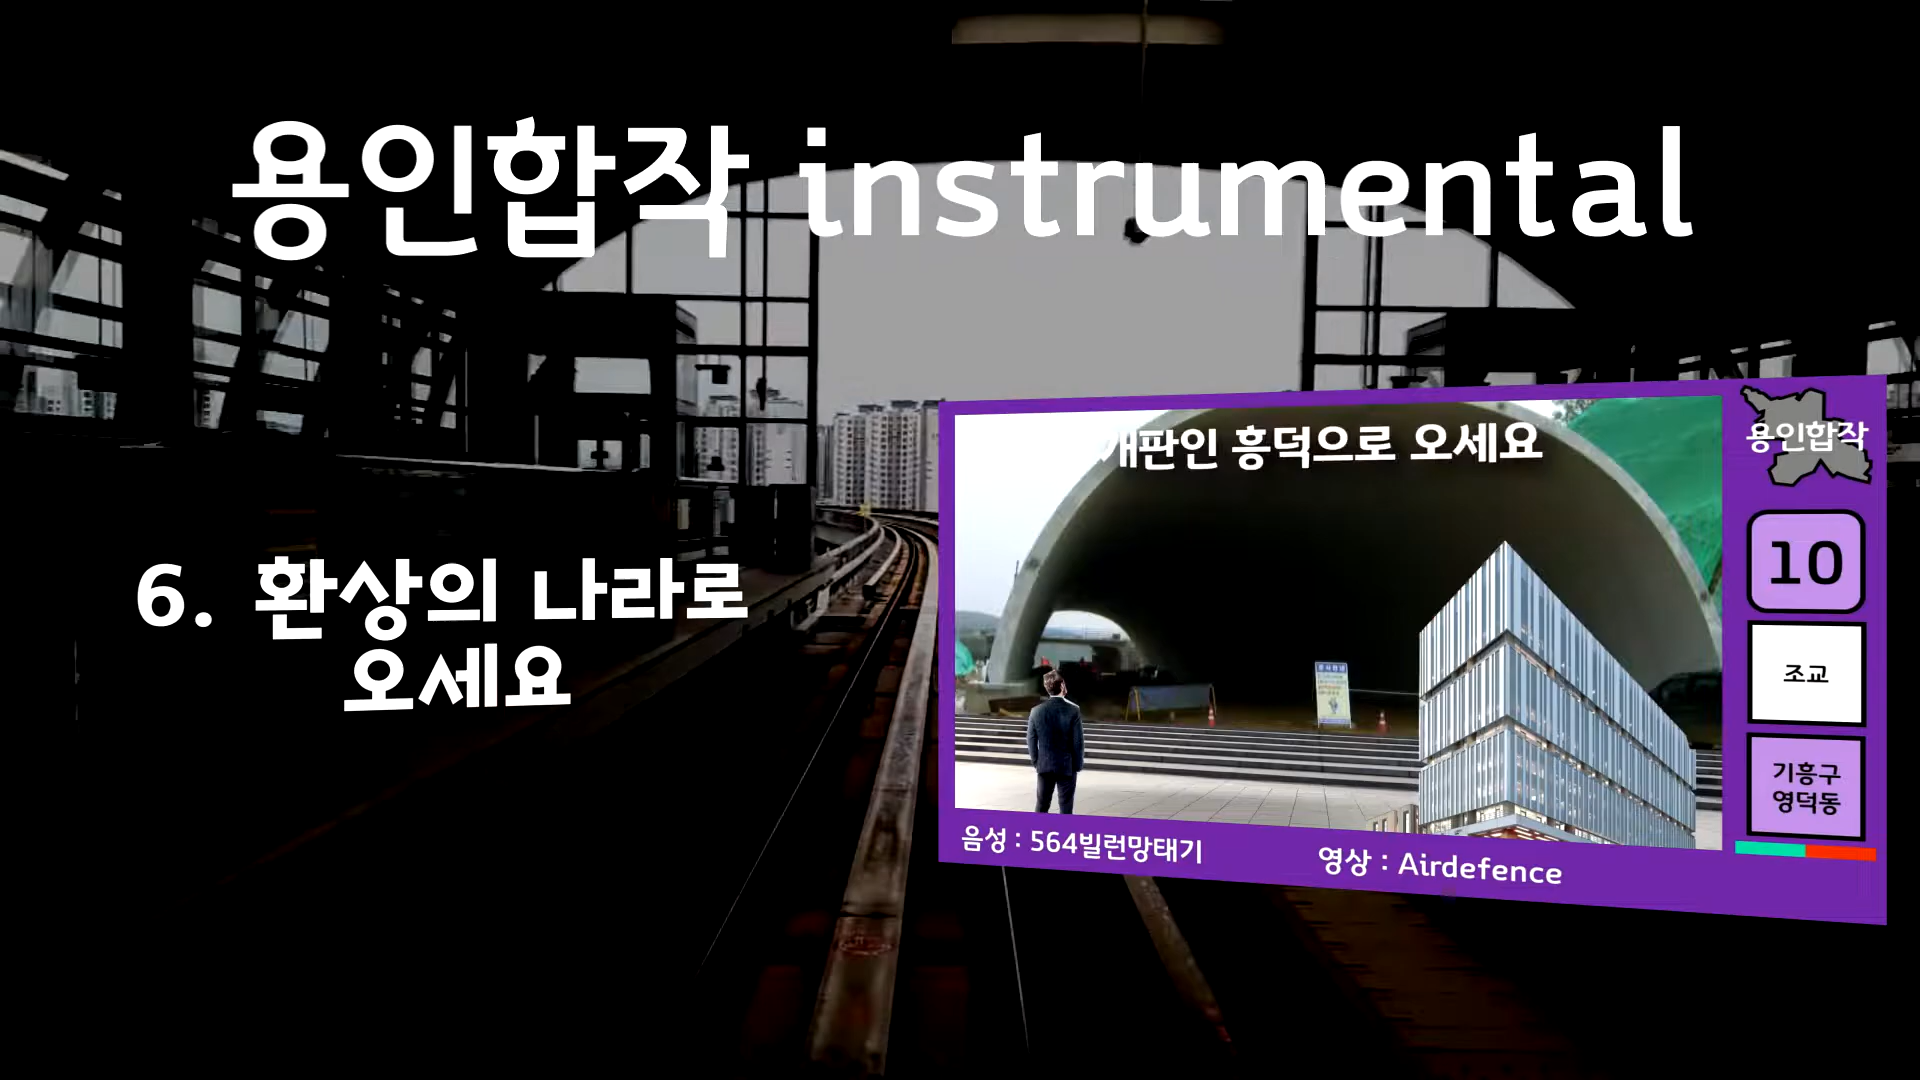 용인합작 instrumental
6. 환상의 나라로
오세요
개판인 흥덕으로 오세요
용인합작
10
조교
기흥구
영덕동
음성 : 564빌런망태기
영상 : Airdefence